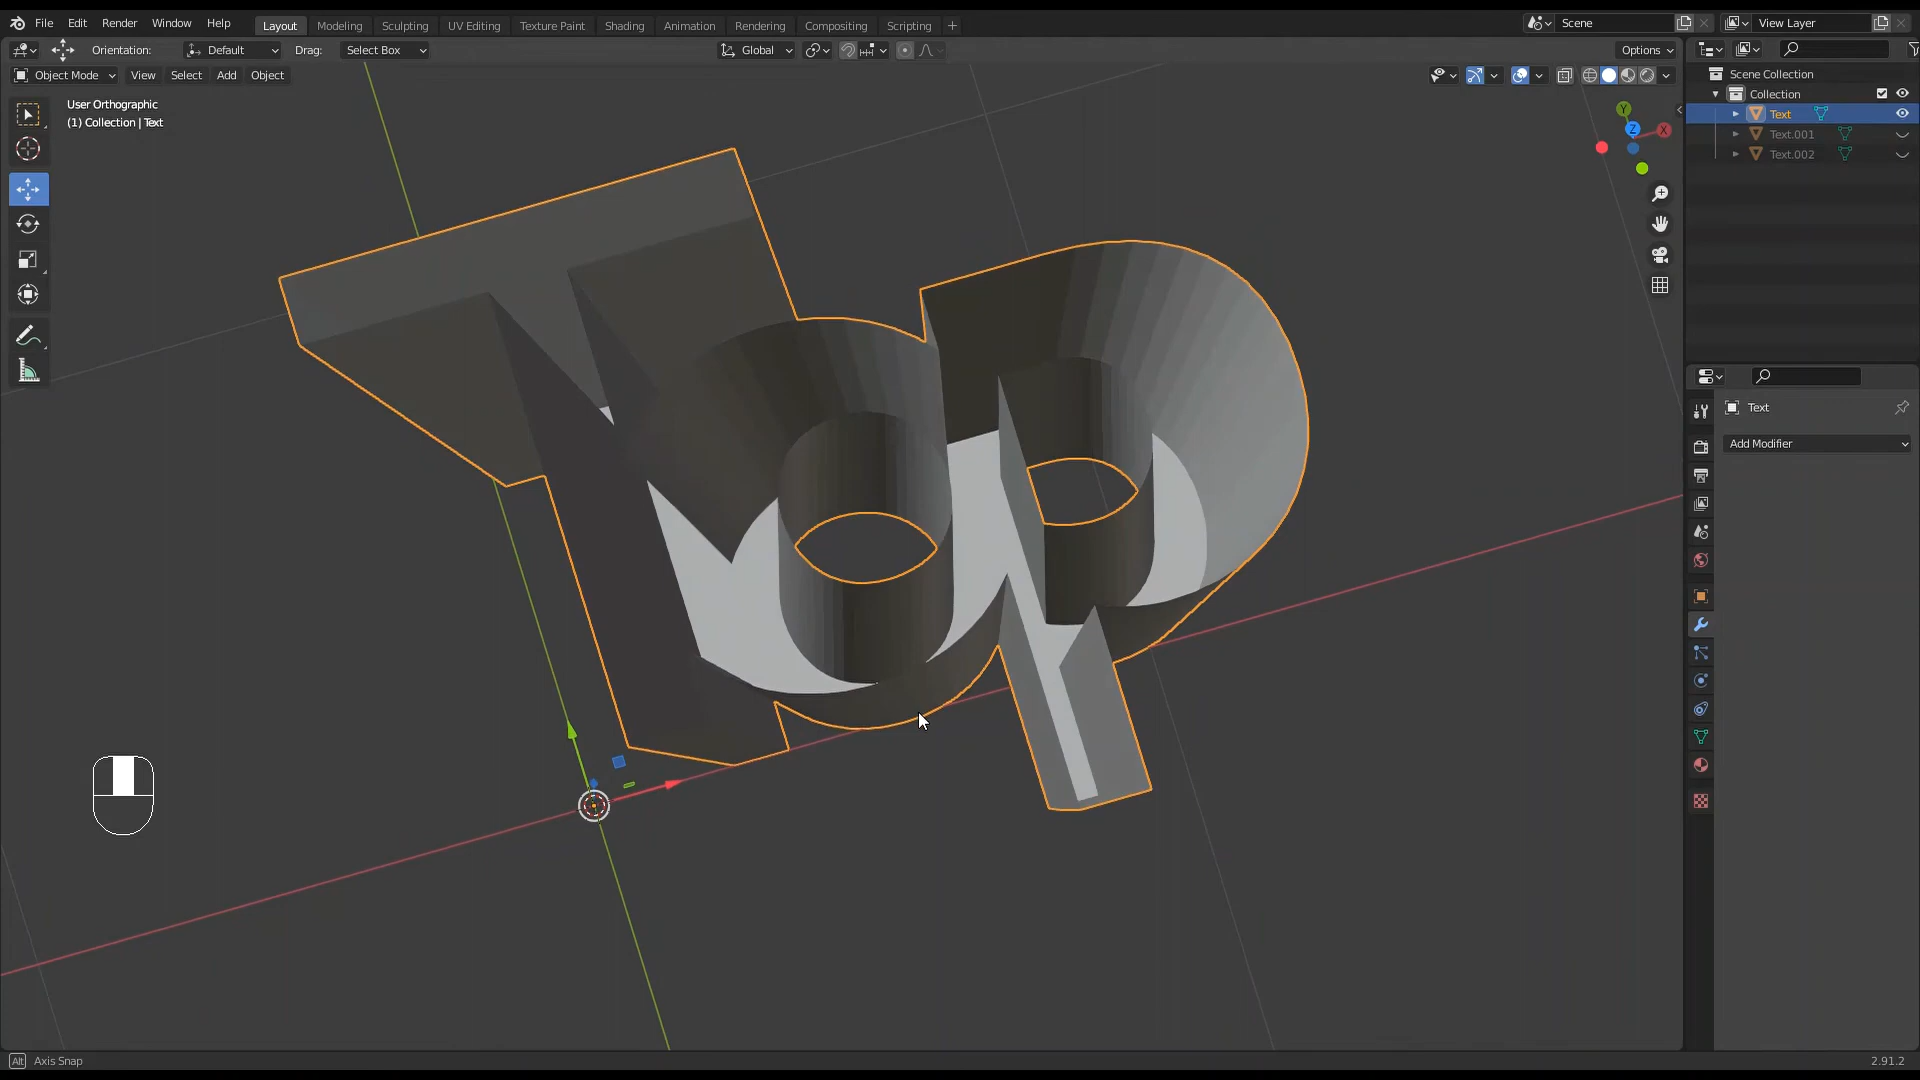 File Edit Render Window Help Layout Modeling Sculpting UV Editing Texture Paint Shading Animation Rendering Compositing Scripting + Scene View Layer
Orientation: Default Drag: Select Box Global Options
Object Mode View Select Add Object
User Orthographic
(1) Collection | Text
Scene Collection
Collection
Text
Text.001
Text.002
Y
Z
X
Text
Add Modifier
Top
Alt Axis Snap 2.91.2